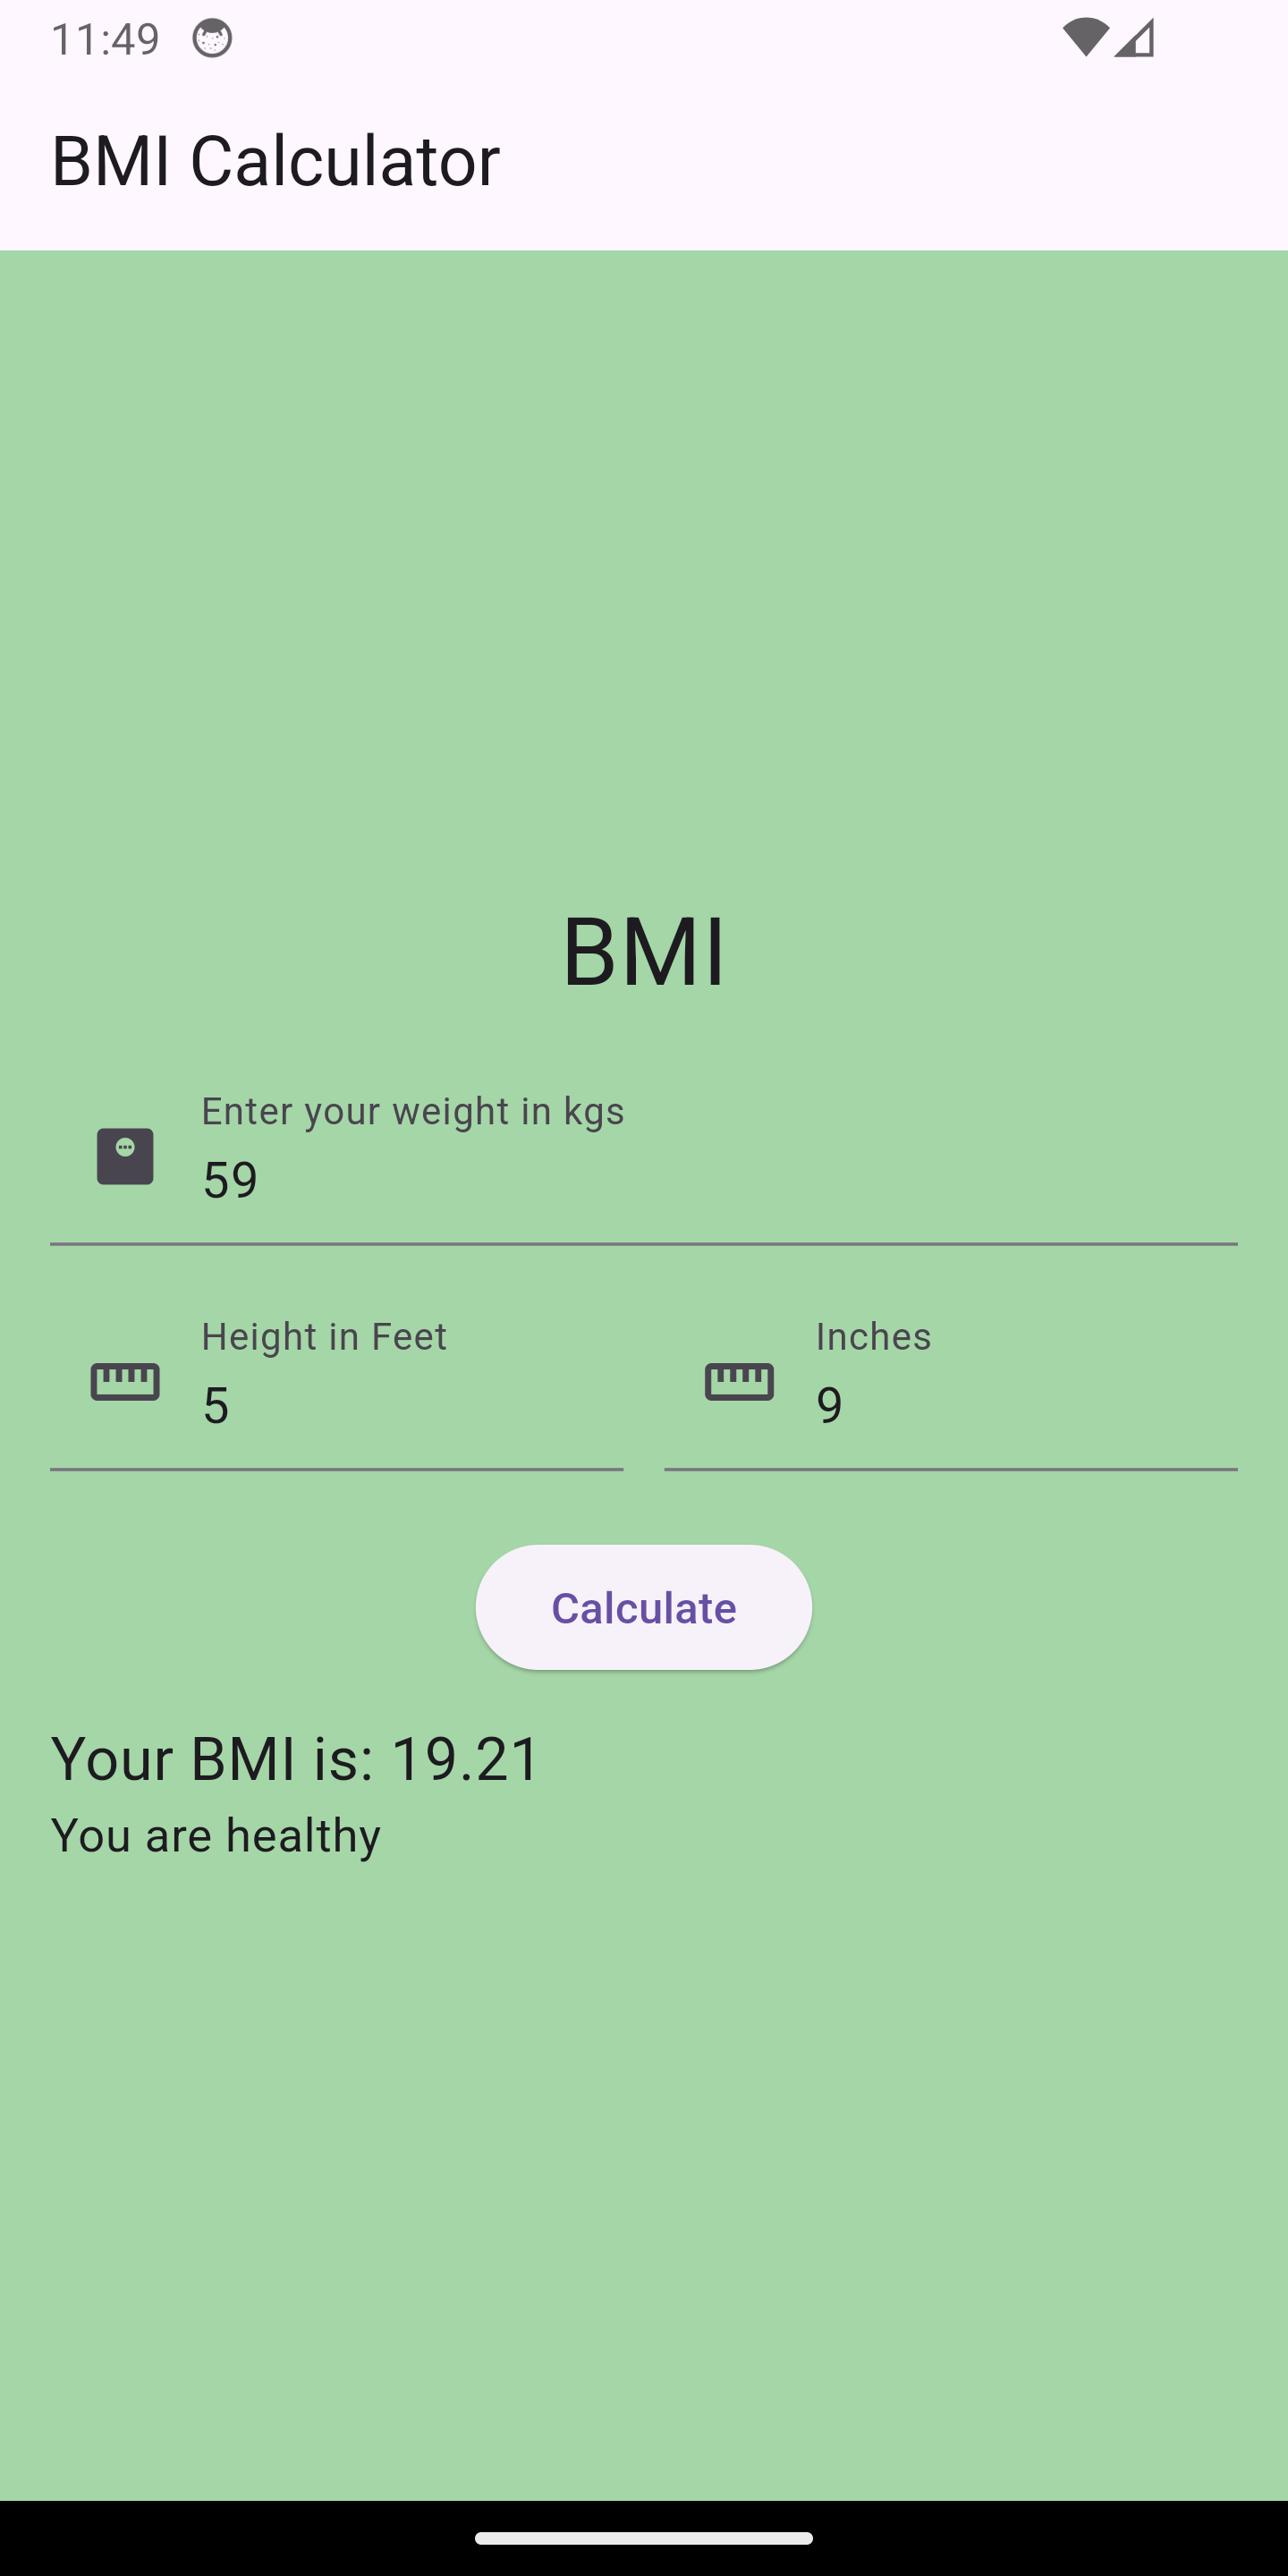 11:49
BMI Calculator
BMI
Enter your weight in kgs
59
Height in Feet
5
Inches
9
Calculate
Your BMI is: 19.21
You are healthy